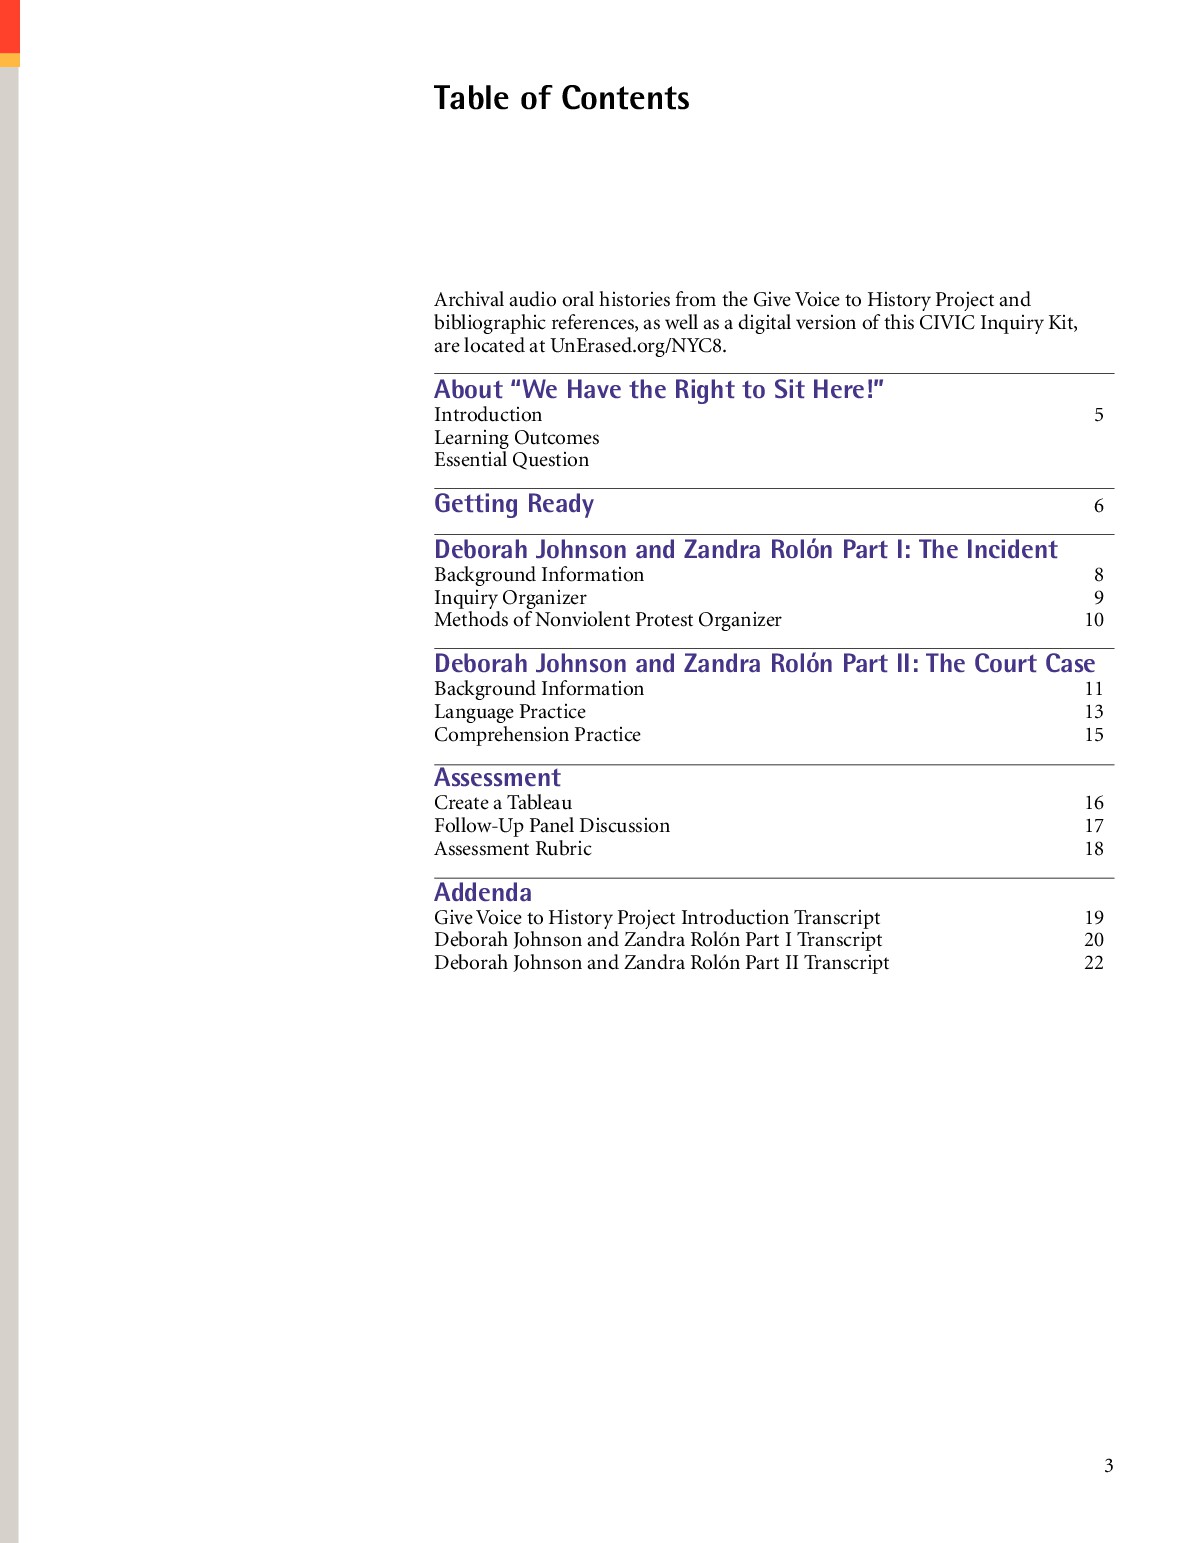 Table of Contents
Archival audio oral histories from the Give Voice to History Project and
bibliographic references, as well as a digital version of this CIVIC Inquiry Kit,
are located at UnErased.org/NYC8.
About “We Have the Right to Sit Here!”
Introduction 5
Learning Outcomes
Essential Question
Getting Ready 6
Deborah Johnson and Zandra Rolón Part I: The Incident
Background Information 8
Inquiry Organizer 9
Methods of Nonviolent Protest Organizer 10
Deborah Johnson and Zandra Rolón Part II: The Court Case
Background Information 11
Language Practice 13
Comprehension Practice 15
Assessment
Create a Tableau 16
Follow-Up Panel Discussion 17
Assessment Rubric 18
Addenda
Give Voice to History Project Introduction Transcript 19
Deborah Johnson and Zandra Rolón Part I Transcript 20
Deborah Johnson and Zandra Rolón Part II Transcript 22
3